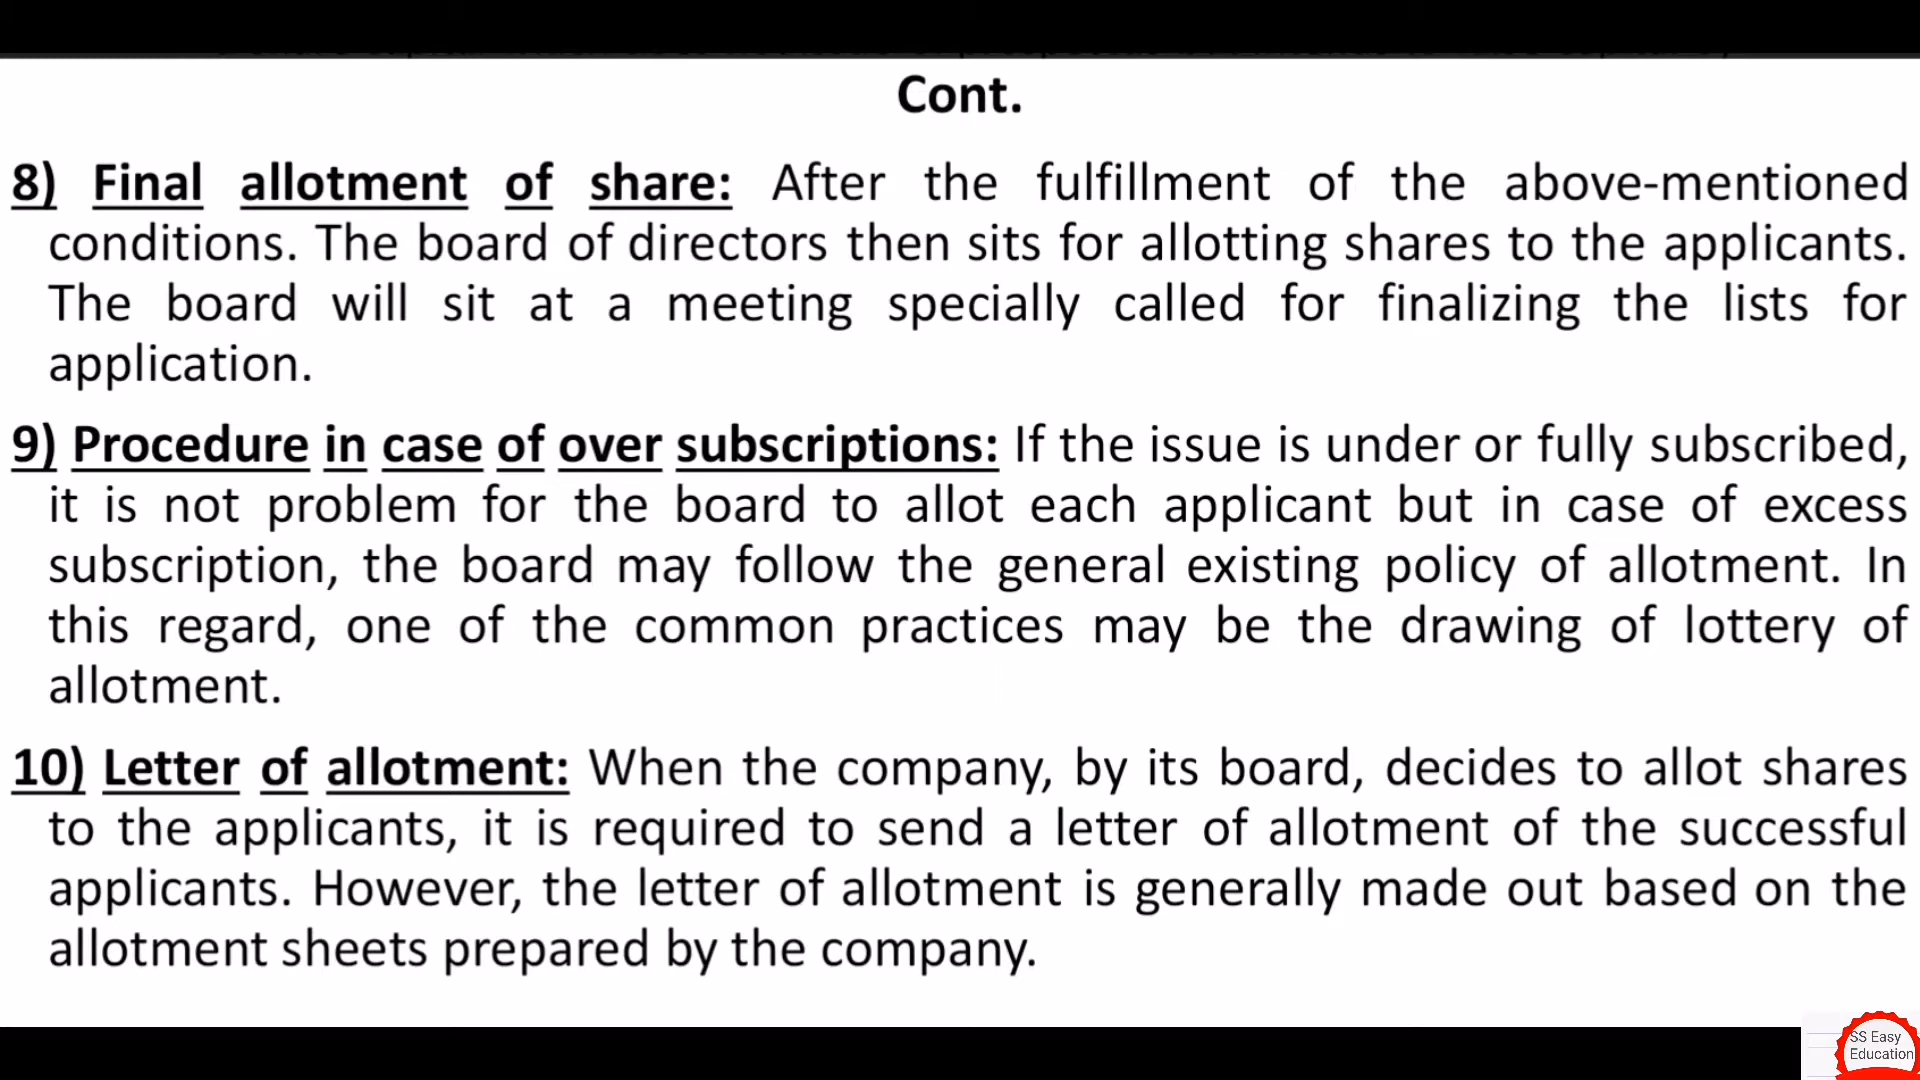 Cont.
8) Final allotment of share: After the fulfillment of the above-mentioned
conditions. The board of directors then sits for allotting shares to the applicants.
The board will sit at a meeting specially called for finalizing the lists for
application.
9) Procedure in case of over subscriptions: If the issue is under or fully subscribed,
it is not problem for the board to allot each applicant but in case of excess
subscription, the board may follow the general existing policy of allotment. In
this regard, one of the common practices may be the drawing of lottery of
allotment.
10) Letter of allotment: When the company, by its board, decides to allot shares
to the applicants, it is required to send a letter of allotment of the successful
applicants. However, the letter of allotment is generally made out based on the
allotment sheets prepared by the company.
SS Easy
Education